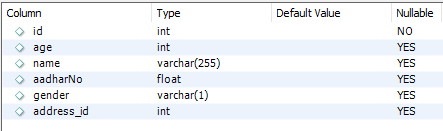 Column Type Default Value Nullable
id int NO
age int YES
name varchar(255) YES
aadharNo float YES
gender varchar(1) YES
address_id int YES